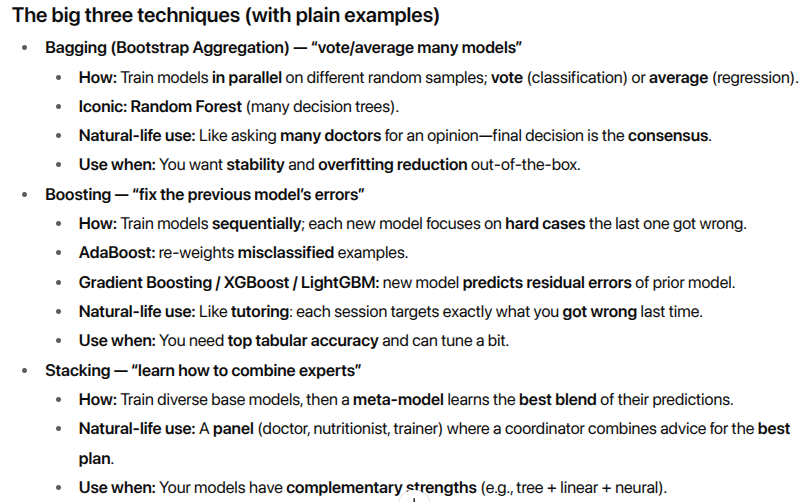 The big three techniques (with plain examples)
• Bagging (Bootstrap Aggregation) — “vote/average many models”
• How: Train models in parallel on different random samples; vote (classification) or average (regression).
• Iconic: Random Forest (many decision trees).
• Natural-life use: Like asking many doctors for an opinion—final decision is the consensus.
• Use when: You want stability and overfitting reduction out-of-the-box.
• Boosting — “fix the previous model’s errors”
• How: Train models sequentially; each new model focuses on hard cases the last one got wrong.
• AdaBoost: re-weights misclassified examples.
• Gradient Boosting / XGBoost / LightGBM: new model predicts residual errors of prior model.
• Natural-life use: Like tutoring: each session targets exactly what you got wrong last time.
• Use when: You need top tabular accuracy and can tune a bit.
• Stacking — “learn how to combine experts”
• How: Train diverse base models, then a meta-model learns the best blend of their predictions.
• Natural-life use: A panel (doctor, nutritionist, trainer) where a coordinator combines advice for the best
plan.
• Use when: Your models have complementary strengths (e.g., tree + linear + neural).